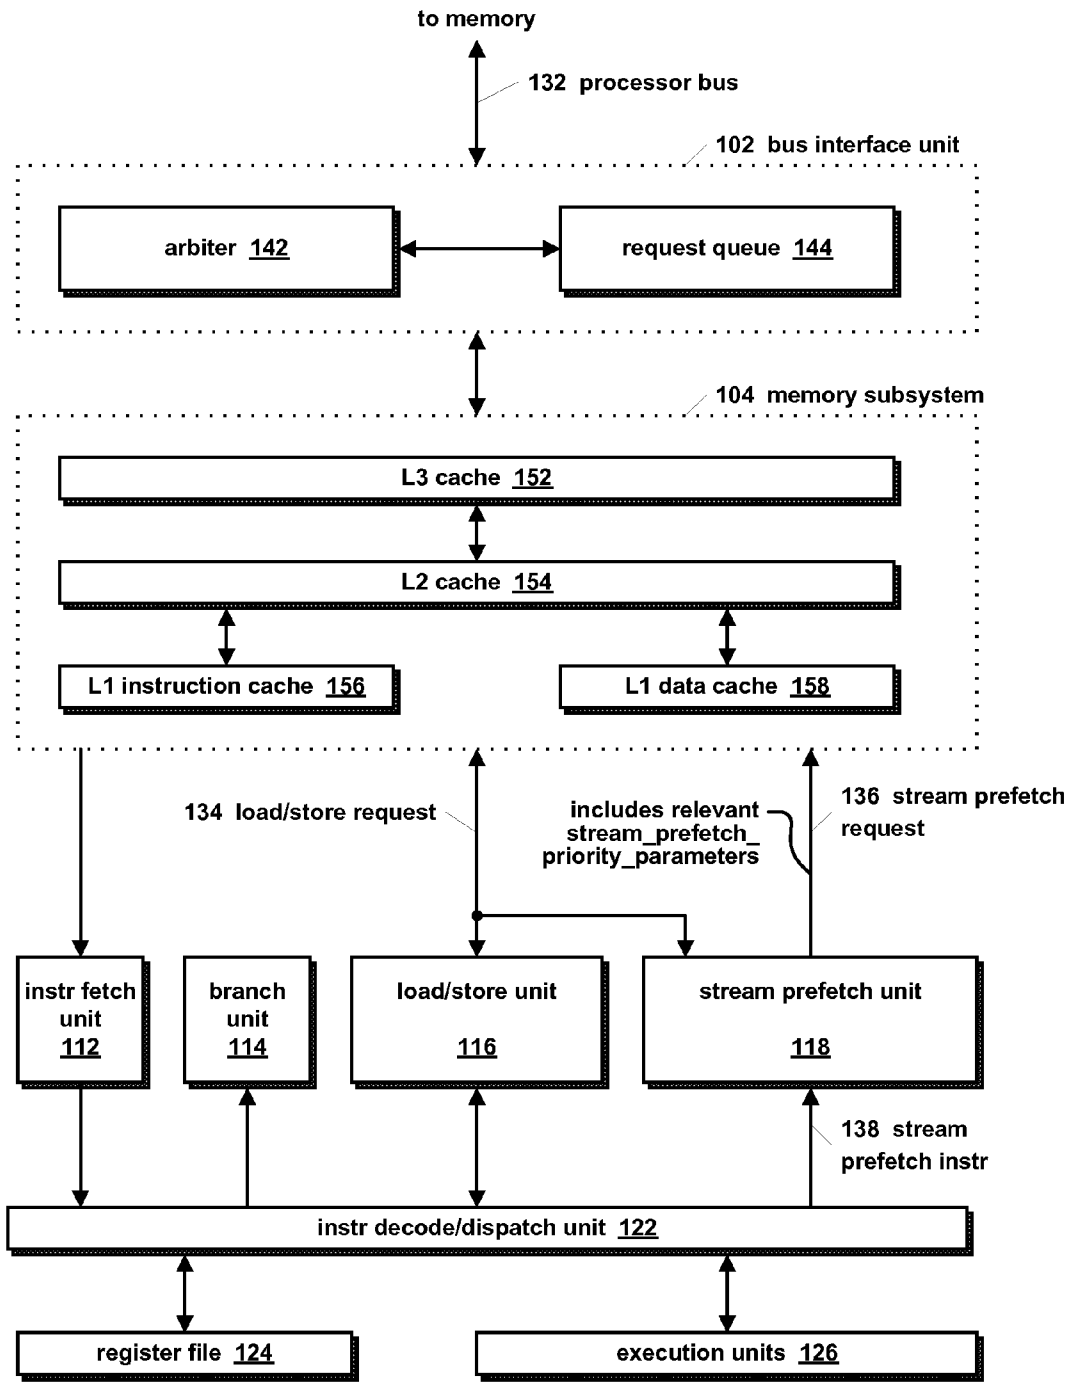 to memory
132 processor bus
102 bus interface unit
arbiter 142
request queue 144
104 memory subsystem
L3 cache 152
L2 cache 154
L1 instruction cache 156
L1 data cache 158
134 load/store request
includes relevant
stream_prefetch_
priority_parameters
136 stream prefetch
request
instr fetch
unit
112
branch
unit
114
load/store unit
116
stream prefetch unit
118
138 stream
prefetch instr
instr decode/dispatch unit 122
register file 124
execution units 126